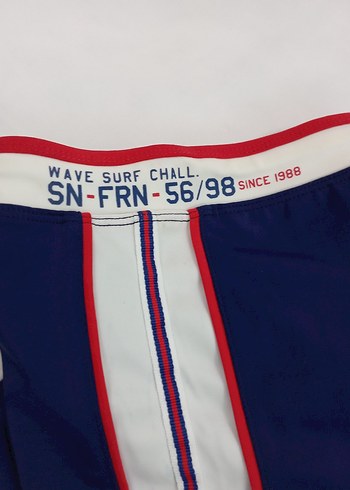 WAVE SURF CHALL.
SN-FRN-56/98 SINCE 1988